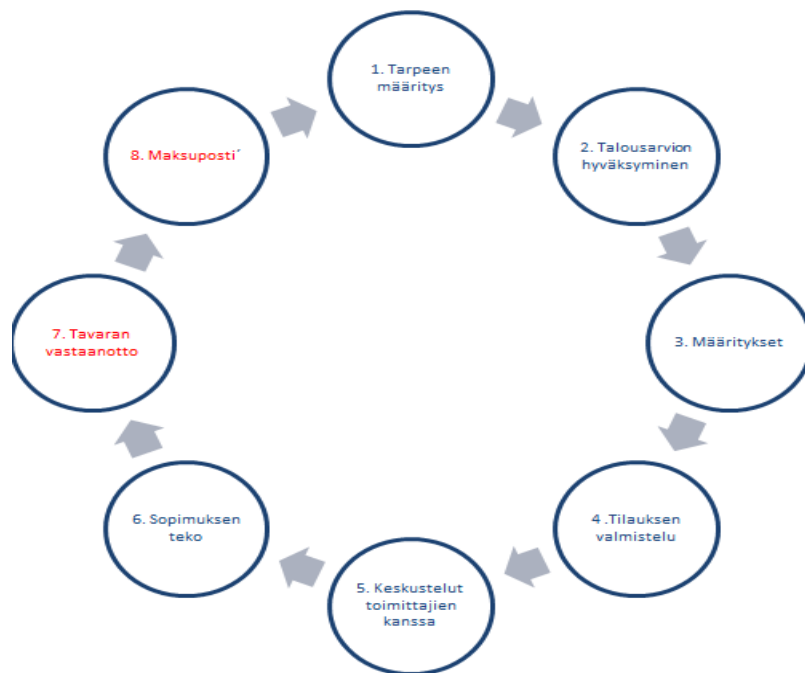 1. Tarpeen
määritys
2. Talousarvion
hyväksyminen
3. Määritykset
4 .Tilauksen
valmistelu
5. Keskustelut
toimittajien
kanssa
6. Sopimuksen
teko
7. Tavaran
vastaanotto
8. Maksuposti´